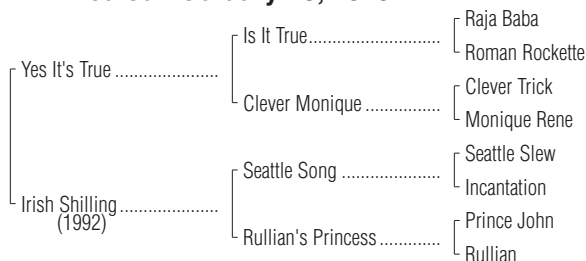 Raja Baba
Is It True
Roman Rockette
Yes It's True
Clever Trick
Clever Monique
Monique Rene
Seattle Slew
Seattle Song
Incantation
Irish Shilling
(1992)
Prince John
Rullian's Princess
Rullian